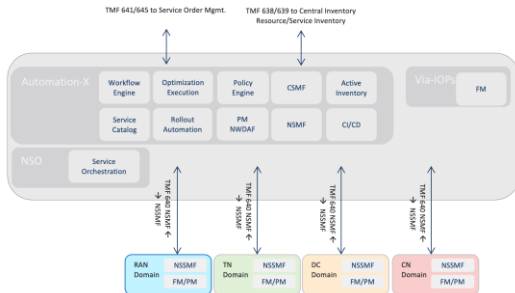 TMF 641/645 to Service Order Mgmt.
TMF 638/639 to Central Inventory
Resource/Service Inventory
Automation-X
Workflow
Engine
Optimization
Execution
Policy
Engine
CSMF
Active
Inventory
Via-IOPs
FM
Service
Catalog
Rollout
Automation
PM
NWDAF
NSMF
CI/CD
NSO
Service
Orchestration
TMF 640 NSMF
NSSMF
TMF 640 NSMF
NSSMF
TMF 640 NSMF
NSSMF
TMF 640 NSMF
NSSMF
RAN
Domain
NSSMF
FM/PM
TN
Domain
NSSMF
FM/PM
DC
Domain
NSSMF
FM/PM
CN
Domain
NSSMF
FM/PM